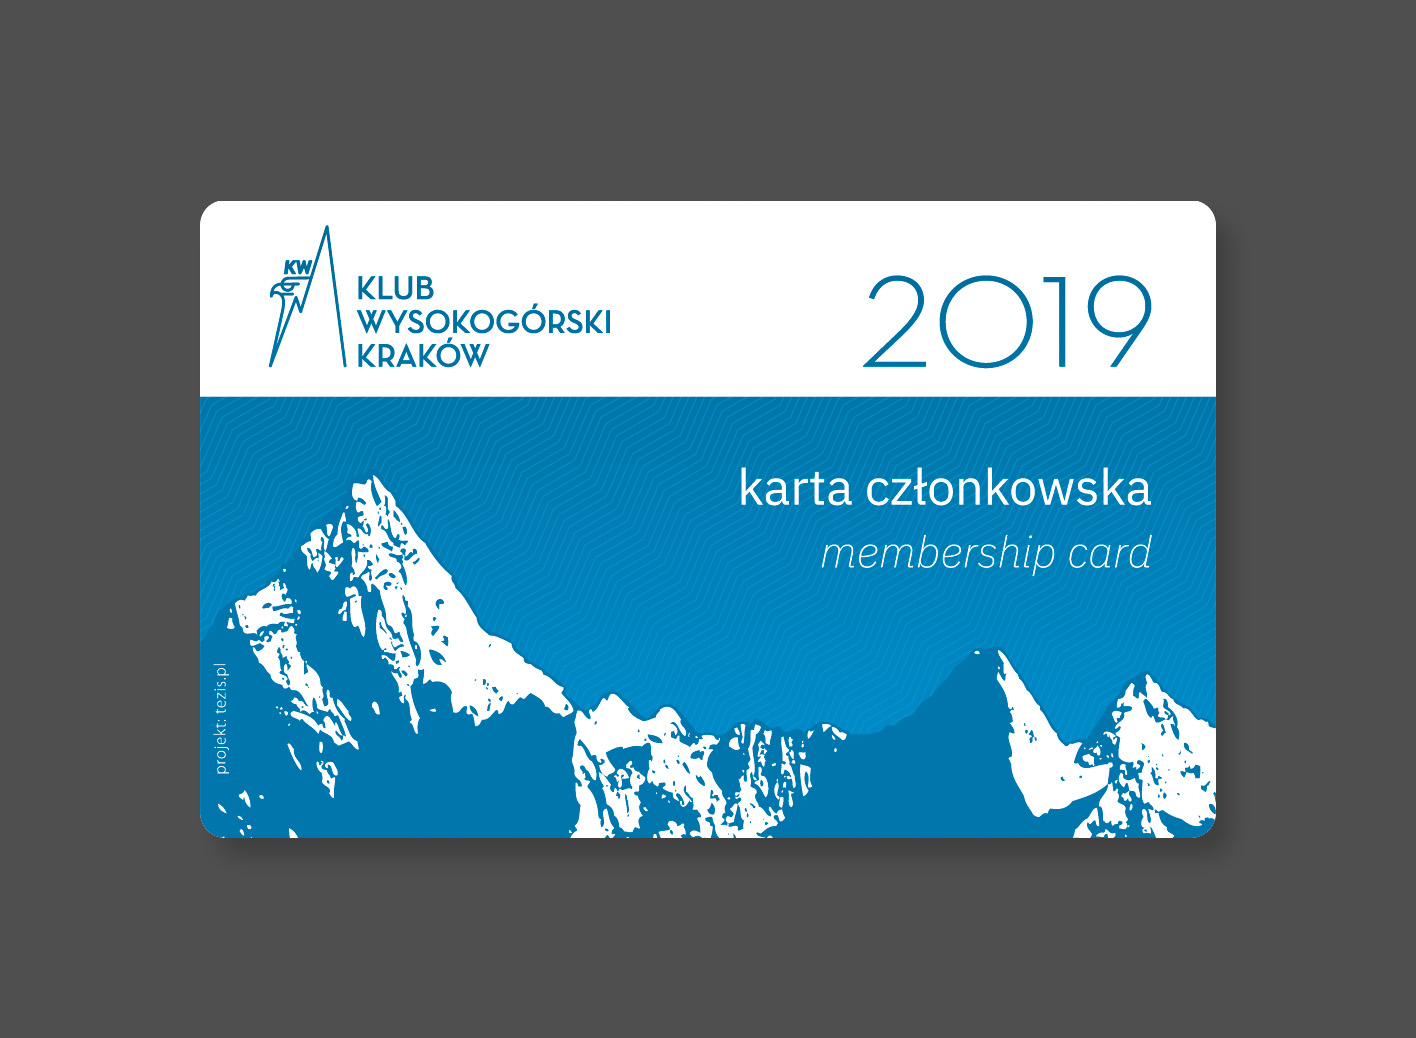 KW
KLUB
WYSOKOGÓRSKI
KRAKÓW
2019
karta członkowska
membership card
projekt: tezis.pl